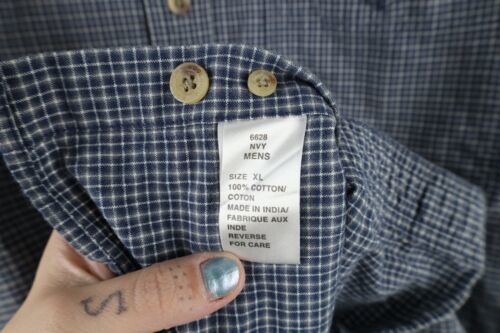 6628
NVY
MENS
SIZE XL
100% COTTON/
COTON
MADE IN INDIA/
FABRIQUE AUX
INDE
REVERSE
FOR CARE
S